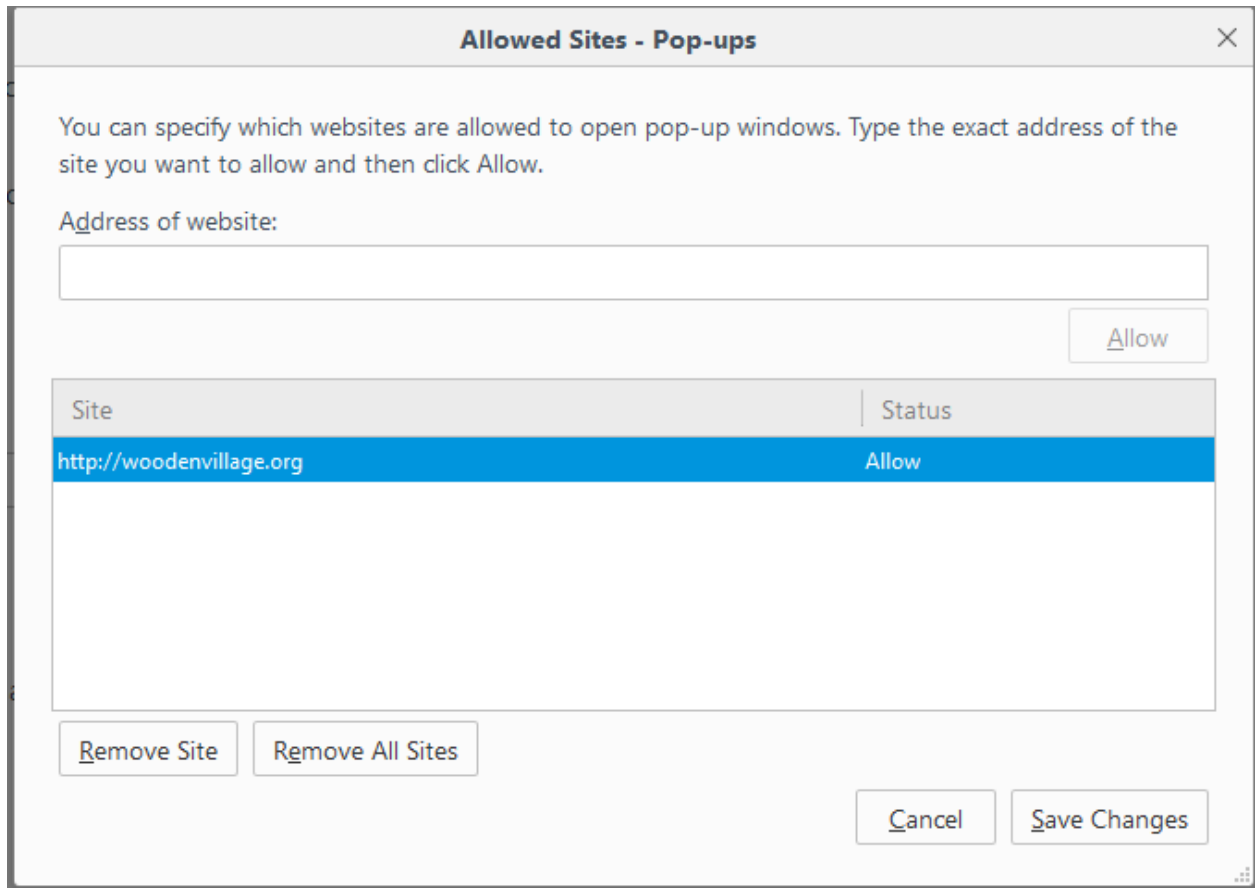 Allowed Sites - Pop-ups
You can specify which websites are allowed to open pop-up windows. Type the exact address of the
site you want to allow and then click Allow.
Address of website:
Allow
Site Status
http://woodenvillage.org Allow
Remove Site Remove All Sites
Cancel Save Changes